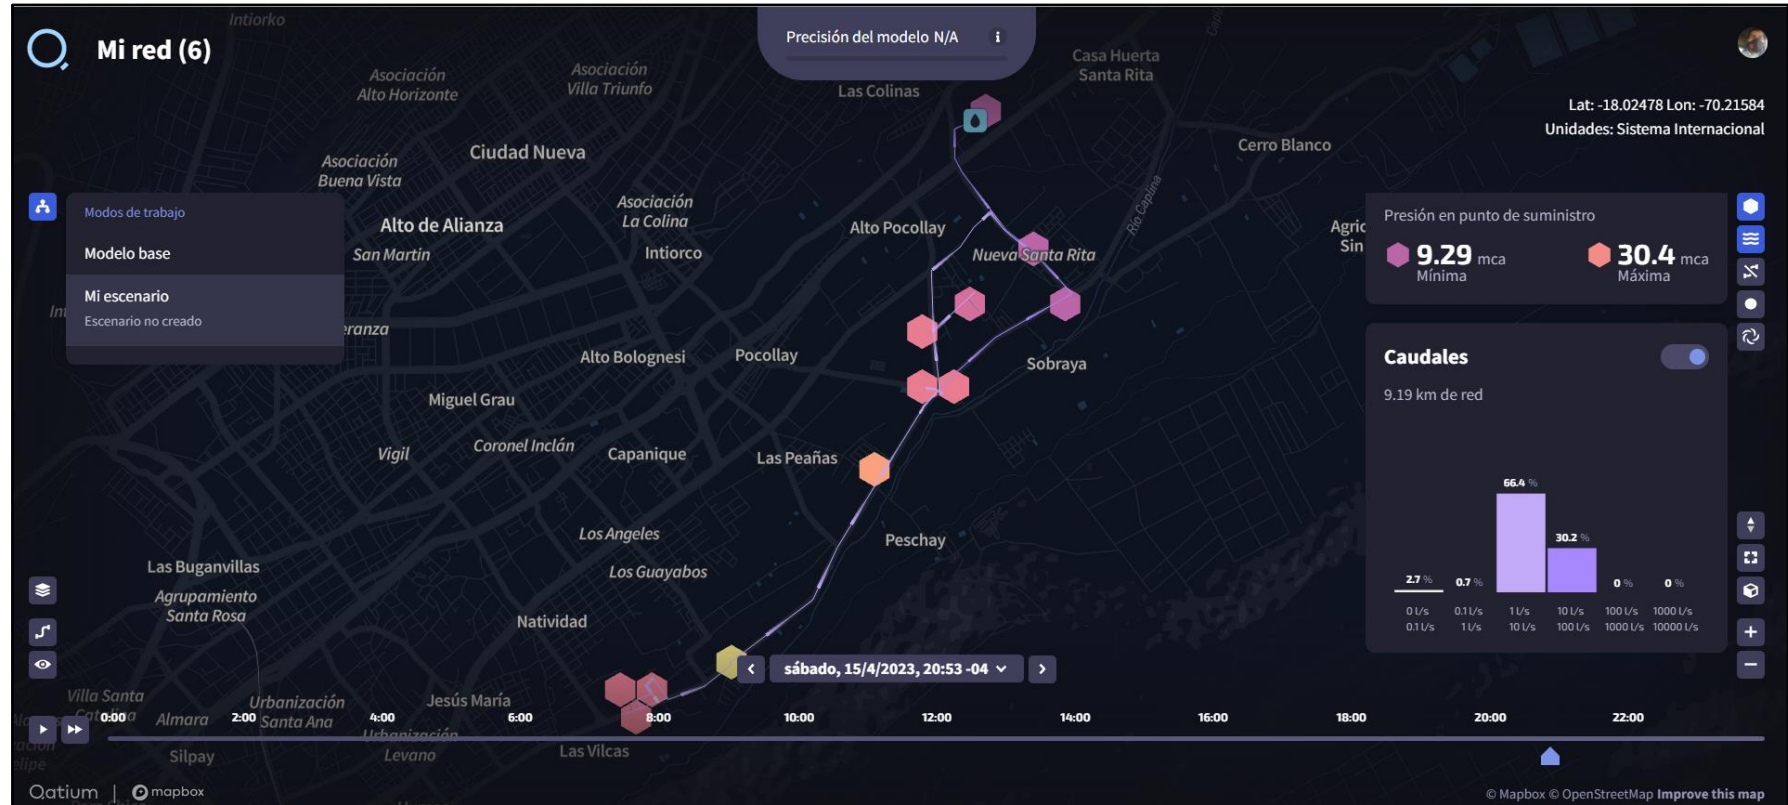 Intiorko
Precisión del modelo N/A
Mi red (6)
Casa Huerta
Santa Rita
Asociación
Alto Horizonte
Asociación
Villa Triunfo
Las Colinas
Lat: -18.02478 Lon: -70.21584
Unidades: Sistema Internacional
Ciudad Nueva
Cerro Blanco
Asociación
Buena Vista
Río Caplina
Modos de trabajo
Asociación
La Colina
Presión en punto de suministro
Alto de Alianza
Alto Pocollay
Modelo base
San Martin
Intiorco
Nueva Santa Rita
9.29 mca
Mínima
30.4 mca
Máxima
Mi escenario
Escenario no creado
Alto Bolognesi
Pocollay
Sobraya
Caudales
9.19 km de red
Miguel Grau
Coronel Inclán
Vigil
Capanique
Las Peañas
66.4 %
30.2 %
2.7 %
0.7 %
0 %
0 %
0 l/s
0.1 l/s
1 l/s
10 l/s
100 l/s
1000 l/s
0.1 l/s
1 l/s
10 l/s
100 l/s
1000 l/s
10000 l/s
Los Angeles
Peschay
Las Buganvillas
Los Guayabos
Agrupamiento
Santa Rosa
Natividad
sábado, 15/4/2023, 20:53 -04
Villa Santa
Urbanización
Santa Ana
Jesús María
Almara
0:00
2:00
4:00
6:00
8:00
10:00
12:00
14:00
16:00
18:00
20:00
22:00
Urbanización
Levano
Silpay
Las Vilcas
Qatium | mapbox
© Mapbox © OpenStreetMap Improve this map